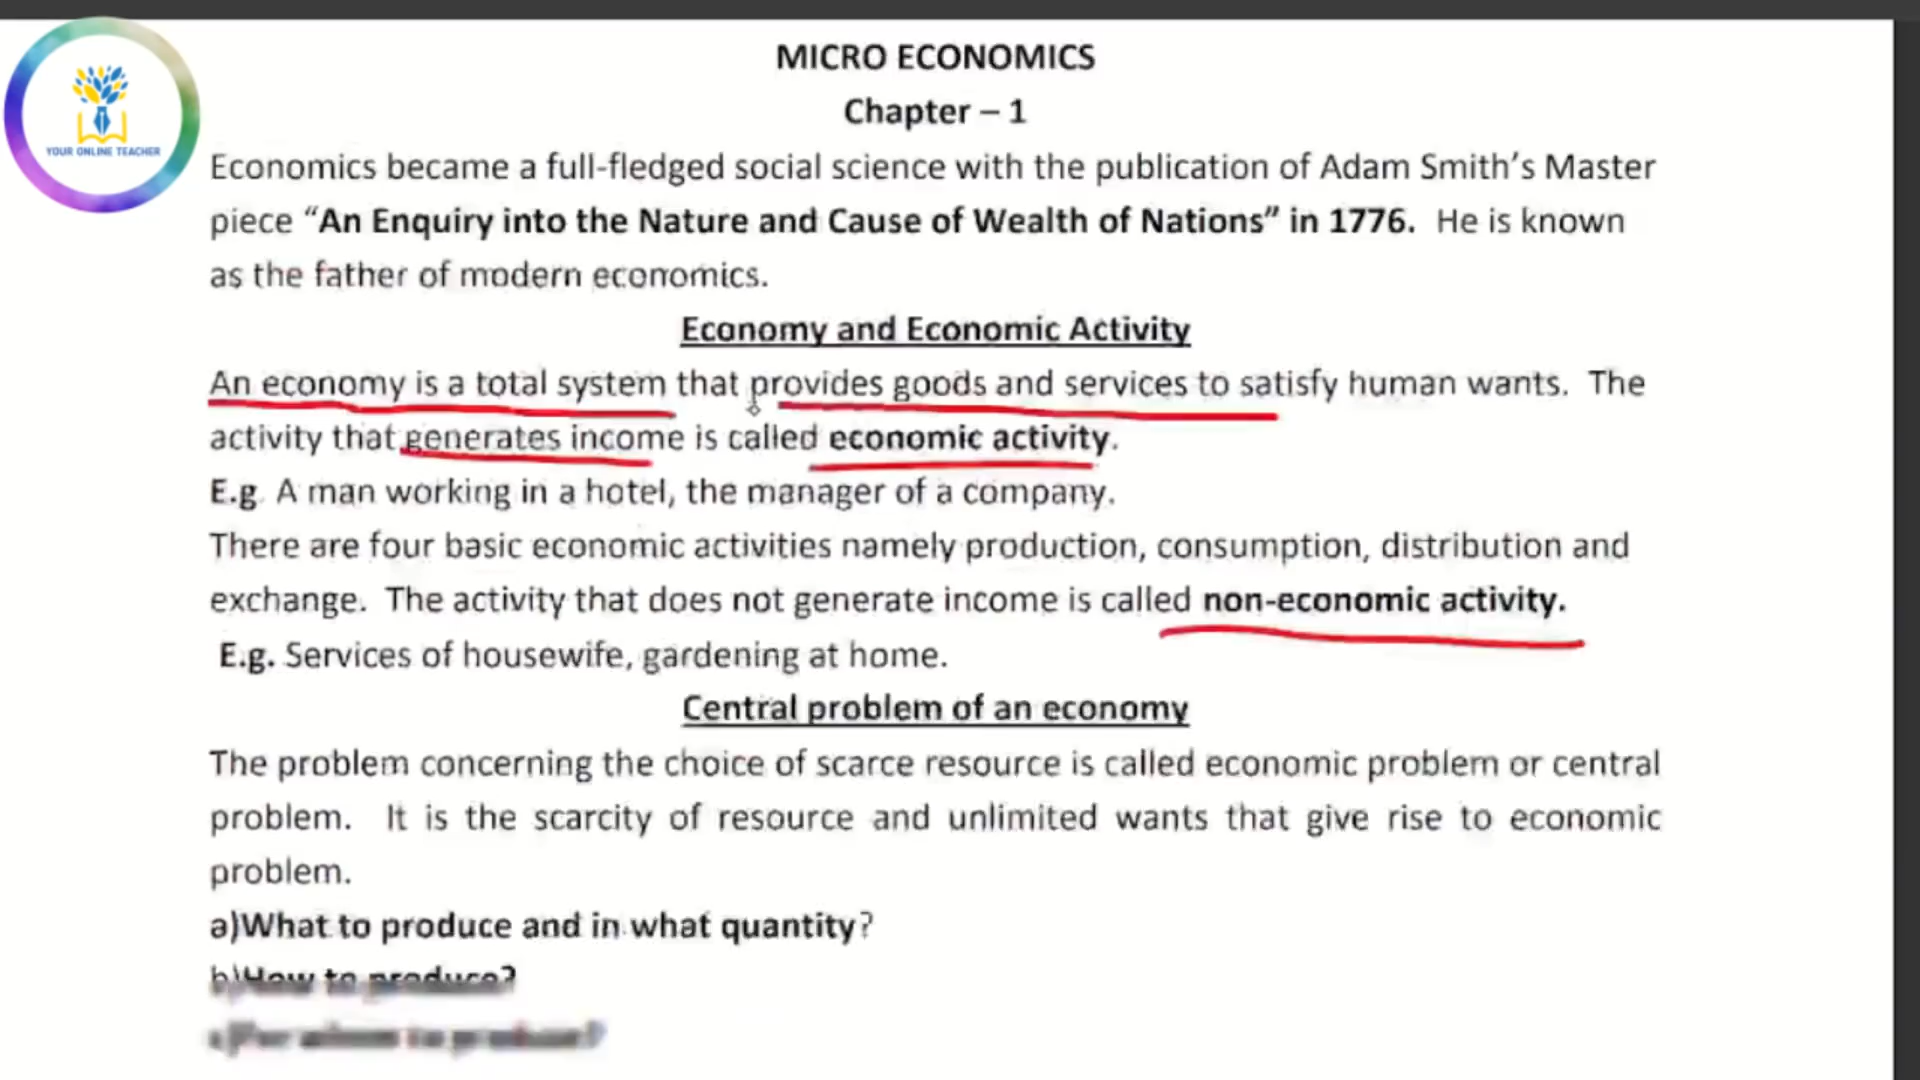 YOUR ONLINE TEACHER
MICRO ECONOMICS
Chapter – 1
Economics became a full-fledged social science with the publication of Adam Smith’s Master
piece “An Enquiry into the Nature and Cause of Wealth of Nations” in 1776. He is known
as the father of modern economics.
Economy and Economic Activity
An economy is a total system that provides goods and services to satisfy human wants. The
activity that generates income is called economic activity.
E.g. A man working in a hotel, the manager of a company.
There are four basic economic activities namely production, consumption, distribution and
exchange. The activity that does not generate income is called non-economic activity.
E.g. Services of housewife, gardening at home.
Central problem of an economy
The problem concerning the choice of scarce resource is called economic problem or central
problem. It is the scarcity of resource and unlimited wants that give rise to economic
problem.
a)What to produce and in what quantity?
b)How to produce?
c)For whom to produce?